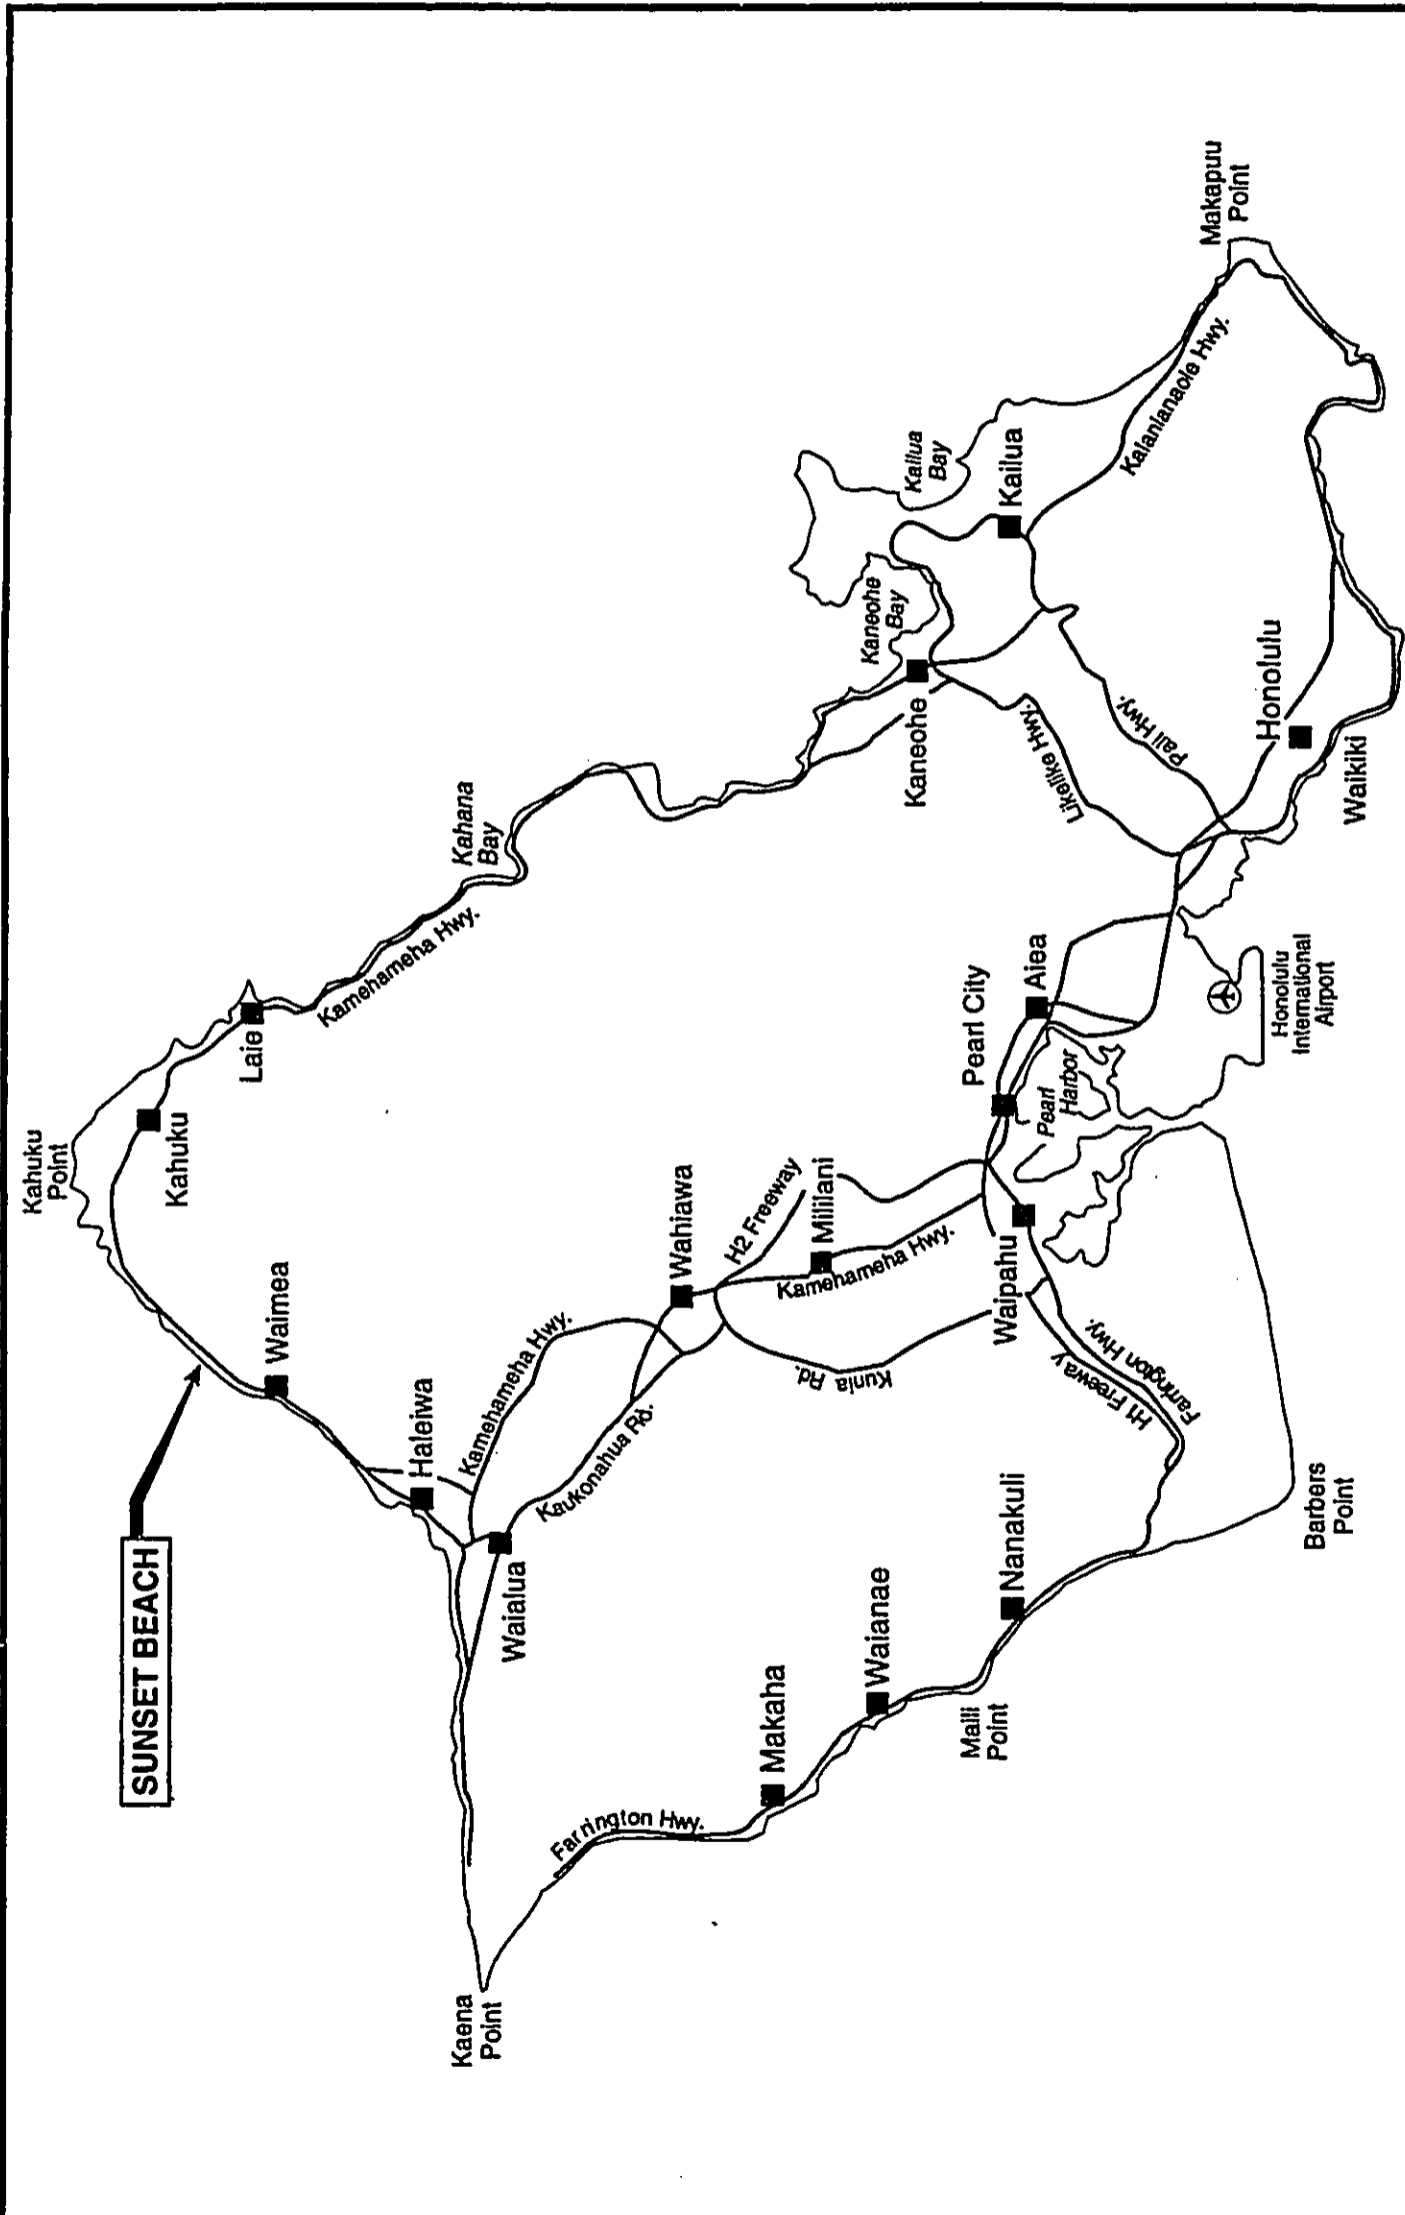 SUNSET BEACH
Kahuku
Point
Kahuku
Laie
Kamehameha Hwy.
Kahana
Bay
Waimea
Haleiwa
Kamehameha Hwy.
Waialua
Kaukonahua Rd.
Kaena
Point
Wahiawa
H2 Freeway
Mililani
Kamehameha Hwy.
Kunia Rd.
Farrington Hwy.
Makaha
Waianae
Maili
Point
Nanakuli
H1 Freeway
Farrington Hwy.
Waipahu
Barbers
Point
Pearl City
Aiea
Pearl
Harbor
Honolulu
International
Airport
Kaneohe
Kaneohe
Bay
Kailua
Bay
Kailua
Likelike Hwy.
Pali Hwy.
Kalanianaole Hwy.
Makapuu
Point
Honolulu
Waikiki